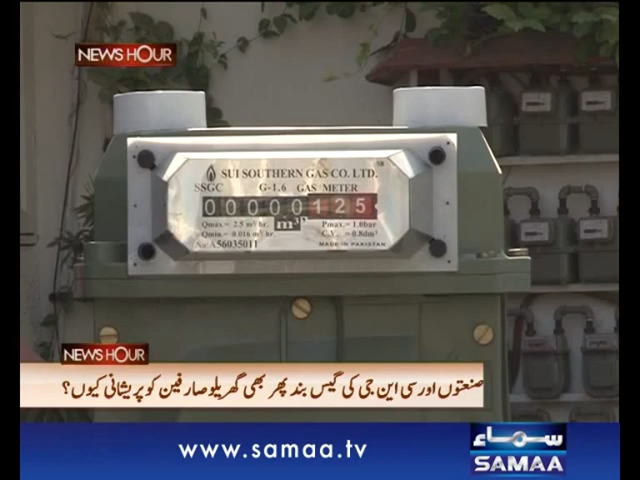 NEWS HOUR
SAMAA
SUI SOUTHERN GAS CO. LTD.
SSGC G-1.6 GAS METER
00000125
m³
Qmax= 2.5 m³/hr. Pmax= 1.0bar
Qmin= 0.016 m³/hr. C.V.= 0.8dm³
No: A56035011 MADE IN PAKISTAN
NEWS HOUR
صنعتوں اور سی این جی کی گیس بند پھر بھی گھریلو صارفین کو پریشانی کیوں؟
www.samaa.tv
سماء
SAMAA